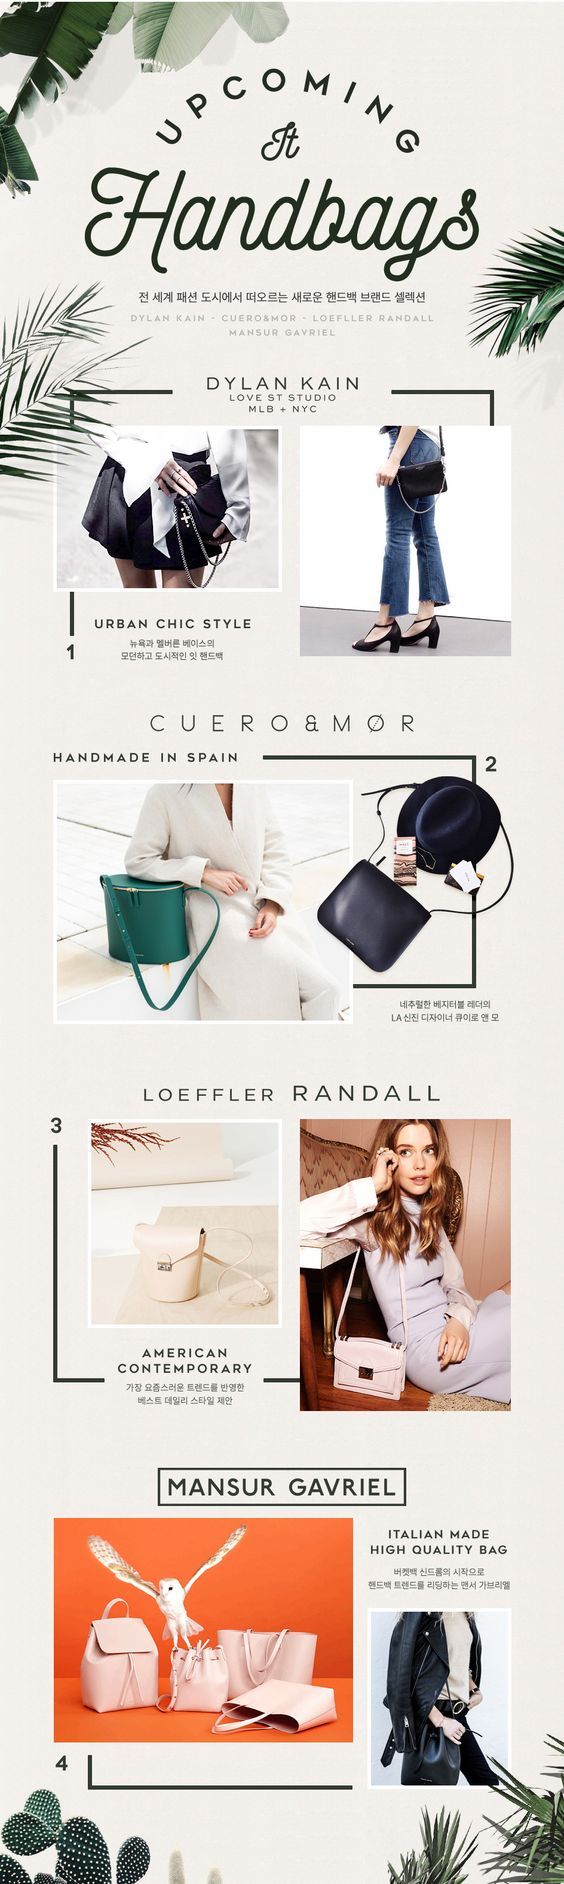 UPCOMING
It
Handbags
전 세계 패션 도시에서 떠오르는 새로운 핸드백 브랜드 셀렉션
DYLAN KAIN - CUERO&MOR - LOEFLLER RANDALL
MANSUR GAVRIEL
DYLAN KAIN
LOVE ST STUDIO
MLB + NYC
URBAN CHIC STYLE
1
뉴욕과 멜버른 베이스의
모던하고 도시적인 잇 핸드백
CUERO&MØR
HANDMADE IN SPAIN
2
네추럴한 베지터블 레더의
LA 신진 디자이너 큐이로 앤 모
LOEFFLER RANDALL
3
AMERICAN
CONTEMPORARY
가장 요즘스러운 트렌드를 반영한
베스트 데일리 스타일 제안
MANSUR GAVRIEL
ITALIAN MADE
HIGH QUALITY BAG
버켓백 신드롬의 시작으로
핸드백 트렌드를 리딩하는 맨서 가브리엘
4